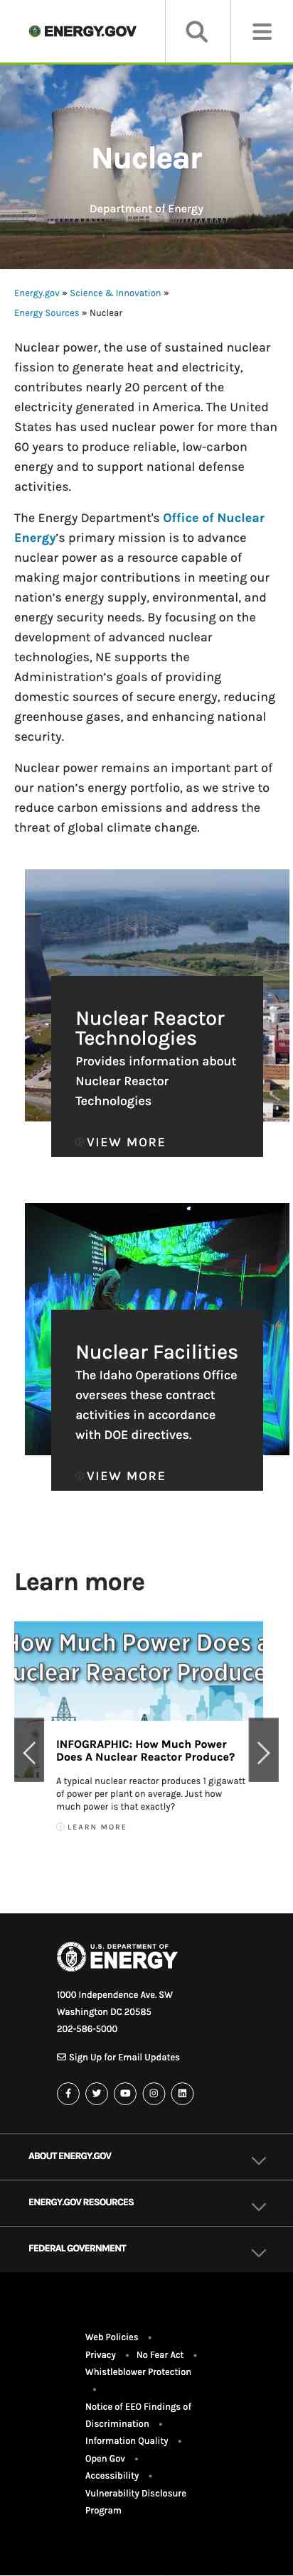 ENERGY.GOV
Nuclear
Department of Energy
Energy.gov » Science & Innovation »
Energy Sources » Nuclear
Nuclear power, the use of sustained nuclear
fission to generate heat and electricity,
contributes nearly 20 percent of the
electricity generated in America. The United
States has used nuclear power for more than
60 years to produce reliable, low-carbon
energy and to support national defense
activities.
The Energy Department's Office of Nuclear
Energy's primary mission is to advance
nuclear power as a resource capable of
making major contributions in meeting our
nation's energy supply, environmental, and
energy security needs. By focusing on the
development of advanced nuclear
technologies, NE supports the
Administration's goals of providing
domestic sources of secure energy, reducing
greenhouse gases, and enhancing national
security.
Nuclear power remains an important part of
our nation's energy portfolio, as we strive to
reduce carbon emissions and address the
threat of global climate change.
Nuclear Reactor
Technologies
Provides information about
Nuclear Reactor
Technologies
VIEW MORE
Nuclear Facilities
The Idaho Operations Office
oversees these contract
activities in accordance
with DOE directives.
VIEW MORE
Learn more
How Much Power Does a
uclear Reactor Produce
INFOGRAPHIC: How Much Power
Does A Nuclear Reactor Produce?
A typical nuclear reactor produces 1 gigawatt
of power per plant on average. Just how
much power is that exactly?
LEARN MORE
U.S. DEPARTMENT OF
ENERGY
1000 Independence Ave. SW
Washington DC 20585
202-586-5000
Sign Up for Email Updates
ABOUT ENERGY.GOV
ENERGY.GOV RESOURCES
FEDERAL GOVERNMENT
Web Policies •
Privacy • No Fear Act •
Whistleblower Protection
•
Notice of EEO Findings of
Discrimination •
Information Quality •
Open Gov •
Accessibility •
Vulnerability Disclosure
Program